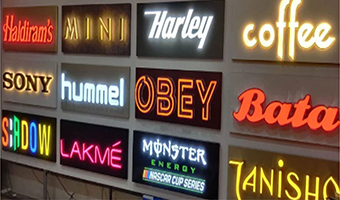 Haldiram's
MINI
Harley
coffee
SONY
hummel
OBEY
Bata
SHADOW
LAKMÉ
MONSTER
ENERGY
NASCAR CUP SERIES
TANISHQ